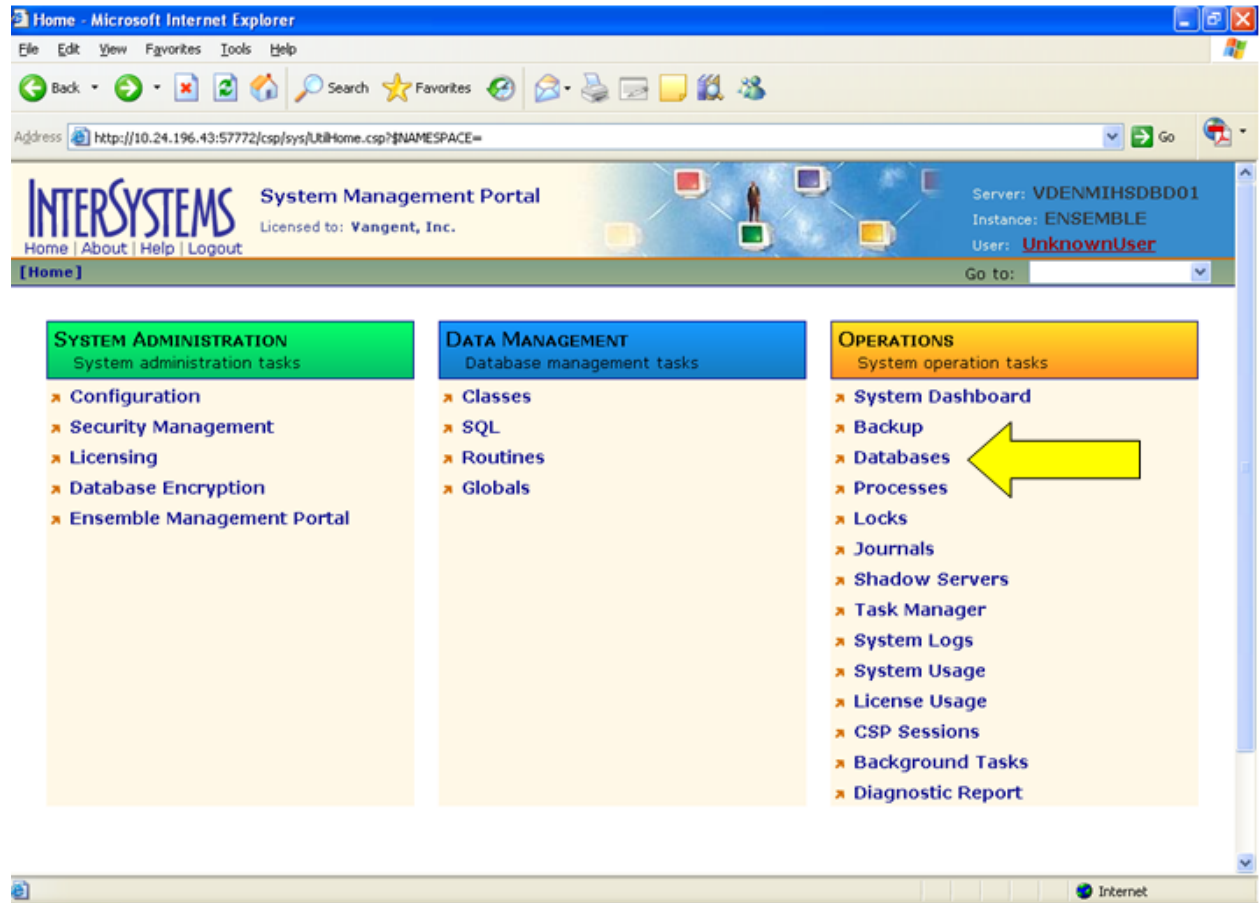 Home - Microsoft Internet Explorer
File Edit View Favorites Tools Help
Back Search Favorites
Address http://10.24.196.43:57772/csp/sys/UtilHome.csp?$NAMESPACE= Go
INTERSYSTEMS
Home | About | Help | Logout
System Management Portal
Licensed to: Vangent, Inc.
Server: VDENMIHSDBD01
Instance: ENSEMBLE
User: UnknownUser
[Home] Go to:
SYSTEM ADMINISTRATION
System administration tasks
Configuration
Security Management
Licensing
Database Encryption
Ensemble Management Portal
DATA MANAGEMENT
Database management tasks
Classes
SQL
Routines
Globals
OPERATIONS
System operation tasks
System Dashboard
Backup
Databases
Processes
Locks
Journals
Shadow Servers
Task Manager
System Logs
System Usage
License Usage
CSP Sessions
Background Tasks
Diagnostic Report
Internet